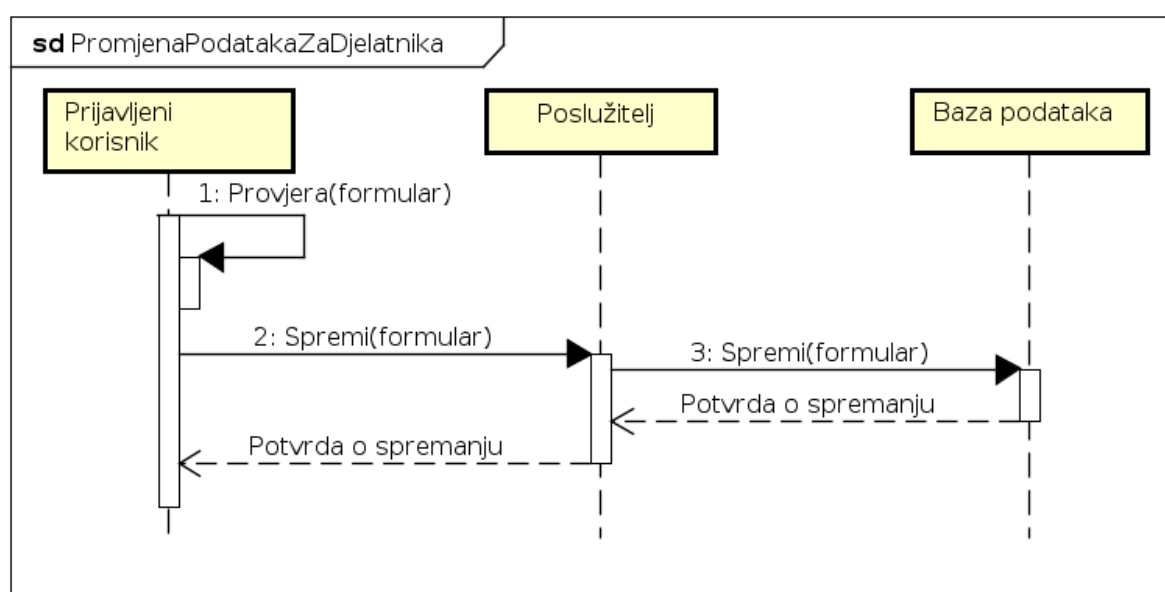 sd PromjenaPodatakaZaDjelatnika
Prijavljeni
korisnik
Poslužitelj
Baza podataka
1: Provjera(formular)
2: Spremi(formular)
3: Spremi(formular)
Potvrda o spremanju
Potvrda o spremanju